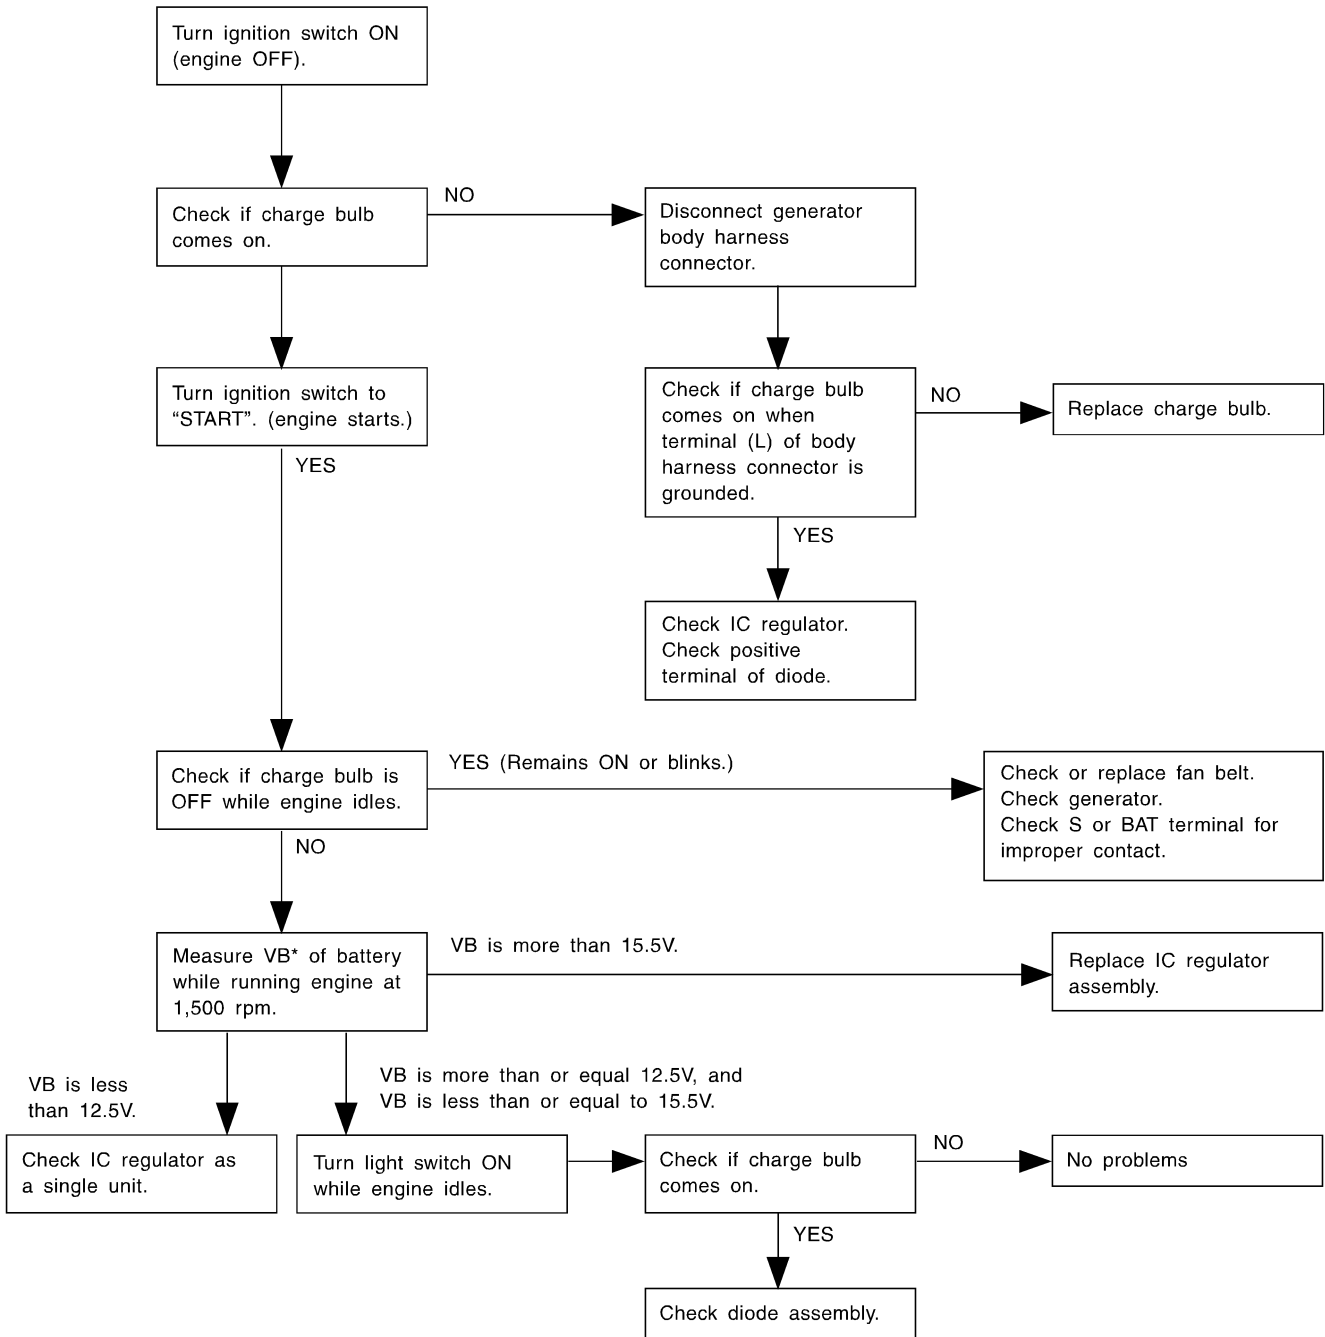 Turn ignition switch ON
(engine OFF).
Check if charge bulb
comes on.
NO
Disconnect generator
body harness
connector.
Turn ignition switch to
“START”. (engine starts.)
YES
Check if charge bulb
comes on when
terminal (L) of body
harness connector is
grounded.
NO
Replace charge bulb.
YES
Check IC regulator.
Check positive
terminal of diode.
Check if charge bulb is
OFF while engine idles.
YES (Remains ON or blinks.)
Check or replace fan belt.
Check generator.
Check S or BAT terminal for
improper contact.
NO
Measure VB* of battery
while running engine at
1,500 rpm.
VB is more than 15.5V.
Replace IC regulator
assembly.
VB is less
than 12.5V.
VB is more than or equal 12.5V, and
VB is less than or equal to 15.5V.
Check IC regulator as
a single unit.
Turn light switch ON
while engine idles.
Check if charge bulb
comes on.
NO
No problems
YES
Check diode assembly.